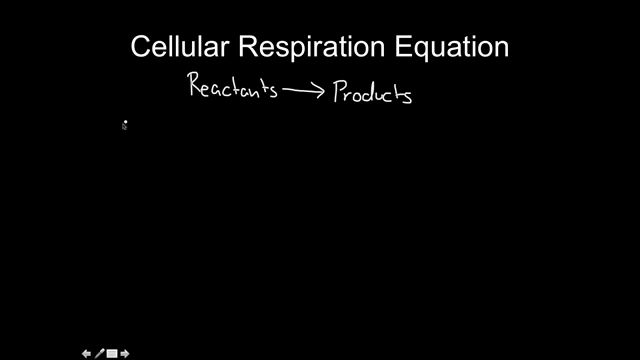 Cellular Respiration Equation
Reactants → Products